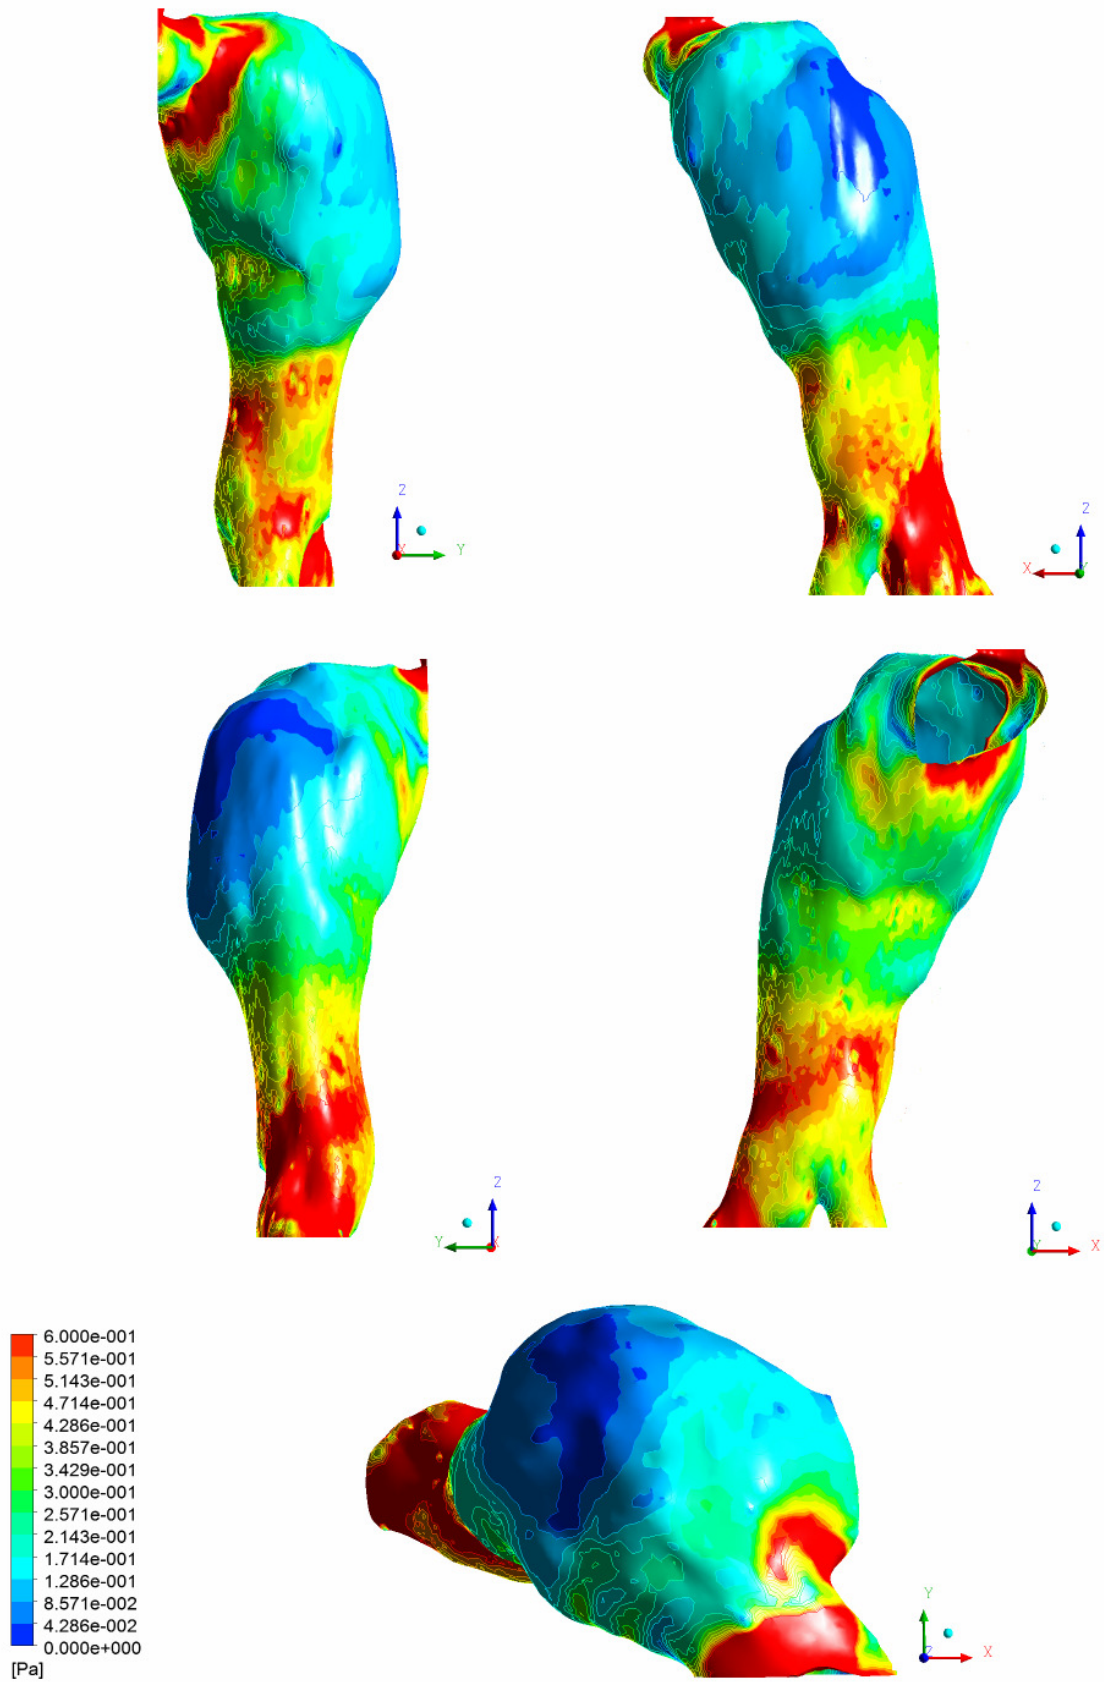 Z
X Y
Z
X Y
Z
Y X
Z
Y X
6.000e-001
5.571e-001
5.143e-001
4.714e-001
4.286e-001
3.857e-001
3.429e-001
3.000e-001
2.571e-001
2.143e-001
1.714e-001
1.286e-001
8.571e-002
4.286e-002
0.000e+000
[Pa]
Y
Z X